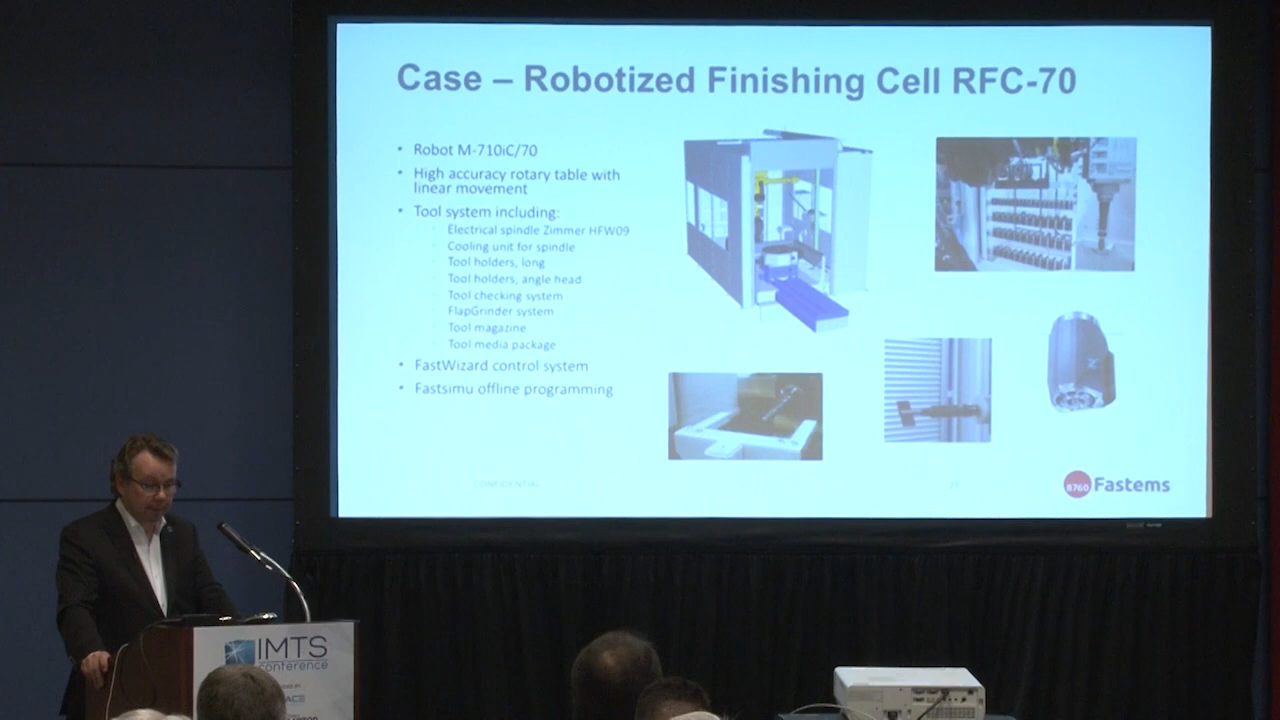 Case – Robotized Finishing Cell RFC-70
• Robot M-710iC/70
• High accuracy rotary table with
linear movement
• Tool system including:
Electrical spindle Zimmer HFW09
Cooling unit for spindle
Tool holders, long
Tool holders, angle head
Tool checking system
FlapGrinder system
Tool magazine
Tool media package
• FastWizard control system
• Fastsimu offline programming
CONFIDENTIAL
8760 Fastems
IMTS
conference